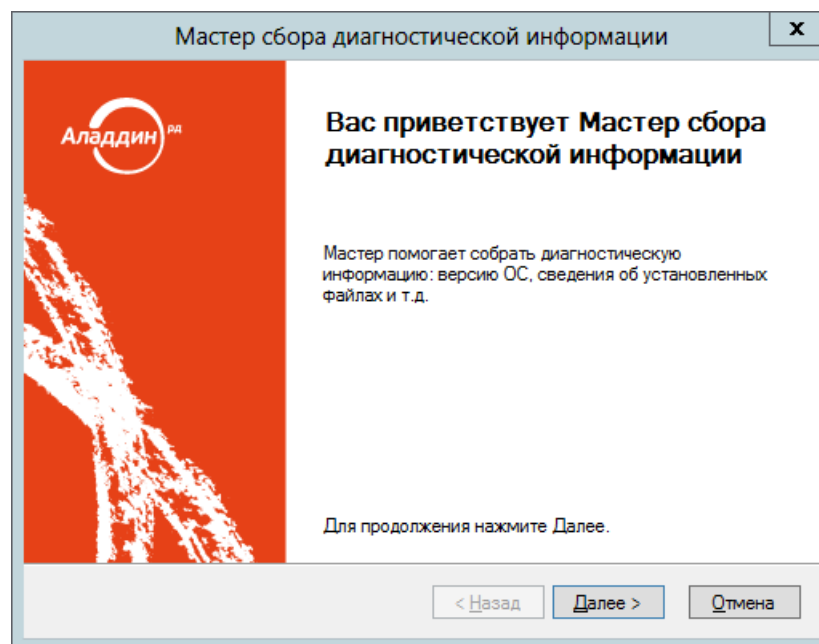 Мастер сбора диагностической информации
x
Аладдин РД
Вас приветствует Мастер сбора
диагностической информации
Мастер помогает собрать диагностическую
информацию: версию ОС, сведения об установленных
файлах и т.д.
Для продолжения нажмите Далее.
< Назад
Далее >
Отмена